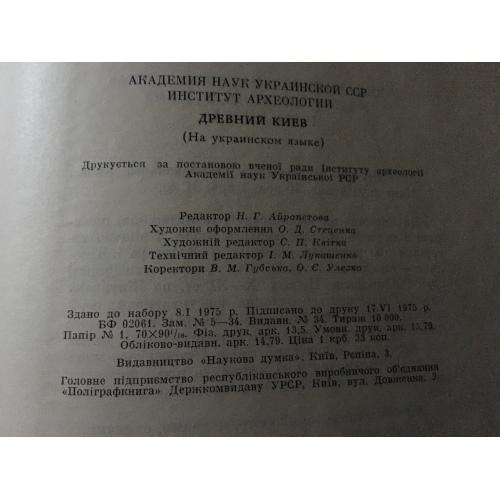 АКАДЕМИЯ НАУК УКРАИНСКОЙ ССР
ИНСТИТУТ АРХЕОЛОГИИ
ДРЕВНИЙ КИЕВ
(На украинском языке)
Друкується за постановою вченої ради Інституту археології
Академії наук Української РСР
Редактор Н. Г. Айропетова
Художнє оформлення О. Д. Стеценка
Художній редактор С. П. Квітка
Технічний редактор І. М. Лукашенко
Коректори В. М. Губська, О. С. Улезко
Здано до набору 8.I 1975 р. Підписано до друку 17.VI 1975 р.
БФ 02061. Зам. № 5—34. Видавн. № 34. Тираж 10 000.
Папір № 1, 70×90¹/₁₆. Фіз. друк. арк. 13,5. Умовн. друк. арк. 15,79.
Обліково-видавн. арк. 14,79. Ціна 1 крб. 33 коп.
Видавництво «Наукова думка», Київ, Рєпіна, 3.
Головне підприємство республіканського виробничого об'єднання
«Поліграфкнига» Держкомвидаву УРСР, Київ, вул. Довженка, 3.